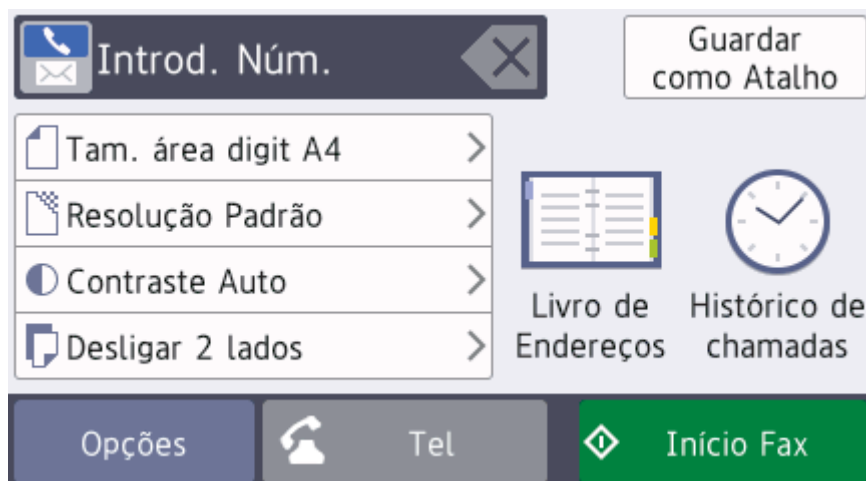 Introd. Núm.
Guardar
como Atalho
Tam. área digit A4
Resolução Padrão
Contraste Auto
Desligar 2 lados
Livro de
Endereços
Histórico de
chamadas
Opções
Tel
Início Fax